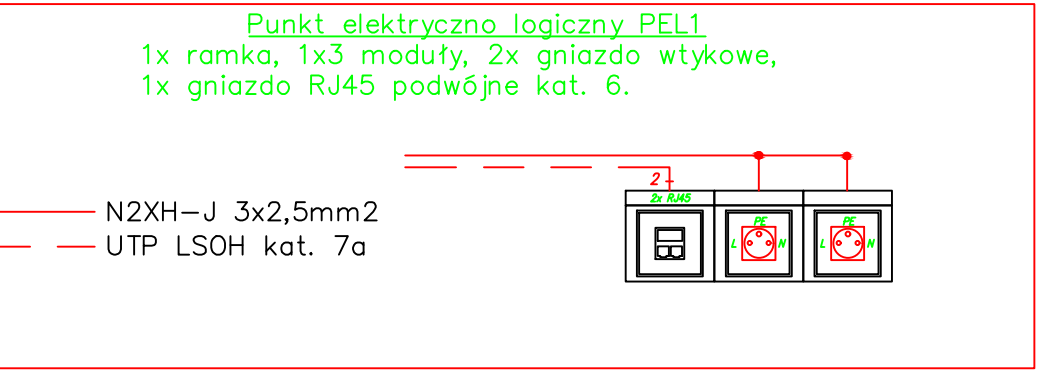 Punkt elektryczno logiczny PEL1
1x ramka, 1x3 moduły, 2x gniazdo wtykowe,
1x gniazdo RJ45 podwójne kat. 6.
2
2x RJ45
N2XH-J 3x2,5mm2
UTP LSOH kat. 7a
PE
L N
PE
L N